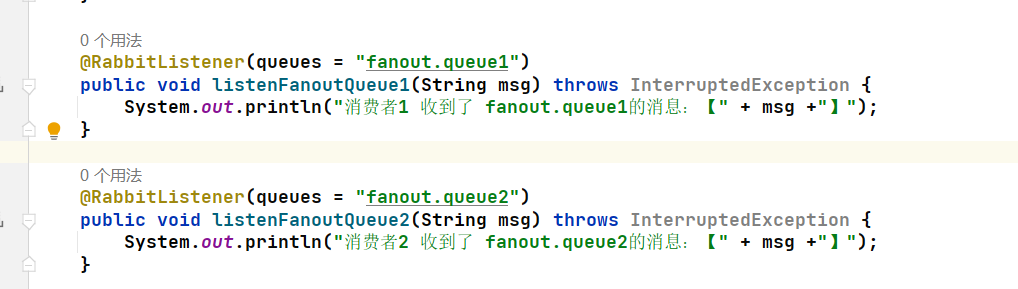 }
0 个用法
@RabbitListener(queues = "fanout.queue1")
public void listenFanoutQueue1(String msg) throws InterruptedException {
System.out.println("消费者1 收到了 fanout.queue1的消息：【" + msg +"】");
}
0 个用法
@RabbitListener(queues = "fanout.queue2")
public void listenFanoutQueue2(String msg) throws InterruptedException {
System.out.println("消费者2 收到了 fanout.queue2的消息：【" + msg +"】");
}